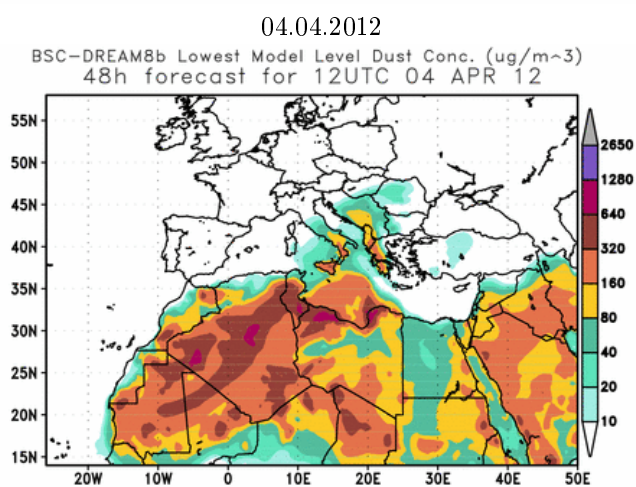 04.04.2012
BSC-DREAM8b Lowest Model Level Dust Conc. (ug/m^3)
48h forecast for 12UTC 04 APR 12
55N
50N
45N
40N
35N
30N
25N
20N
15N
20W
10W
0
10E
20E
30E
40E
50E
2650
1280
640
320
160
80
40
20
10